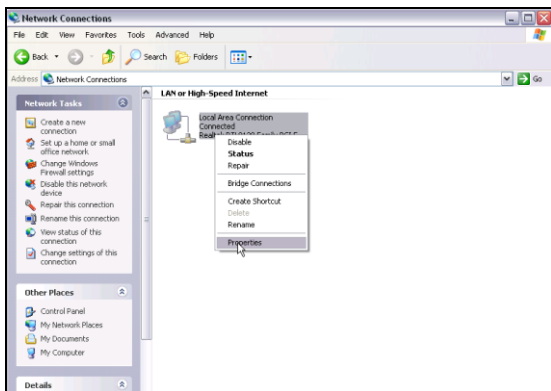 Network Connections
File Edit View Favorites Tools Advanced Help
Back Search Folders
Address Network Connections Go
Network Tasks
Create a new
connection
Set up a home or small
office network
Change Windows
Firewall settings
Disable this network
device
Repair this connection
Rename this connection
View status of this
connection
Change settings of this
connection
Other Places
Control Panel
My Network Places
My Documents
My Computer
Details
LAN or High-Speed Internet
Local Area Connection
Connected
Realtek
Disable
Status
Repair
Bridge Connections
Create Shortcut
Delete
Rename
Properties